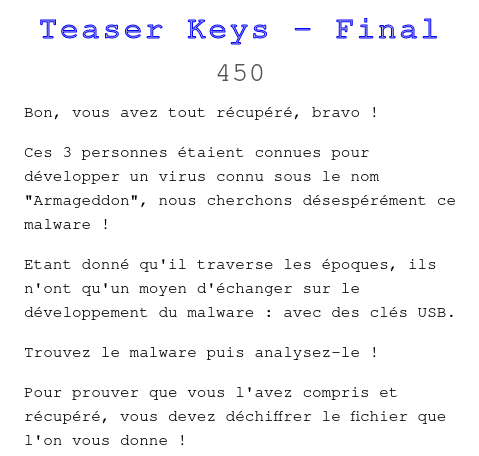 Teaser Keys - Final
450
Bon, vous avez tout récupéré, bravo !
Ces 3 personnes étaient connues pour
développer un virus connu sous le nom
"Armageddon", nous cherchons désespérément ce
malware !
Etant donné qu'il traverse les époques, ils
n'ont qu'un moyen d'échanger sur le
développement du malware : avec des clés USB.
Trouvez le malware puis analysez-le !
Pour prouver que vous l'avez compris et
récupéré, vous devez déchiffrer le fichier que
l'on vous donne !